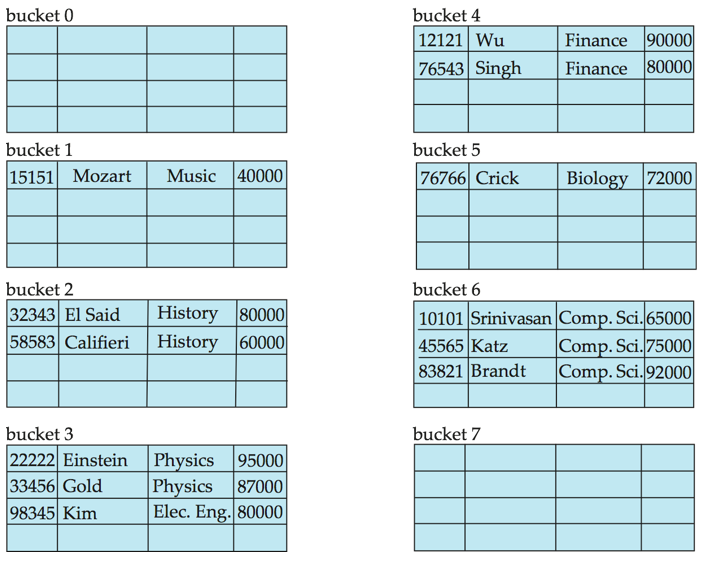 bucket 0
bucket 1
15151 Mozart Music 40000
bucket 2
32343 El Said History 80000
58583 Califieri History 60000
bucket 3
22222 Einstein Physics 95000
33456 Gold Physics 87000
98345 Kim Elec. Eng. 80000
bucket 4
12121 Wu Finance 90000
76543 Singh Finance 80000
bucket 5
76766 Crick Biology 72000
bucket 6
10101 Srinivasan Comp. Sci. 65000
45565 Katz Comp. Sci. 75000
83821 Brandt Comp. Sci. 92000
bucket 7